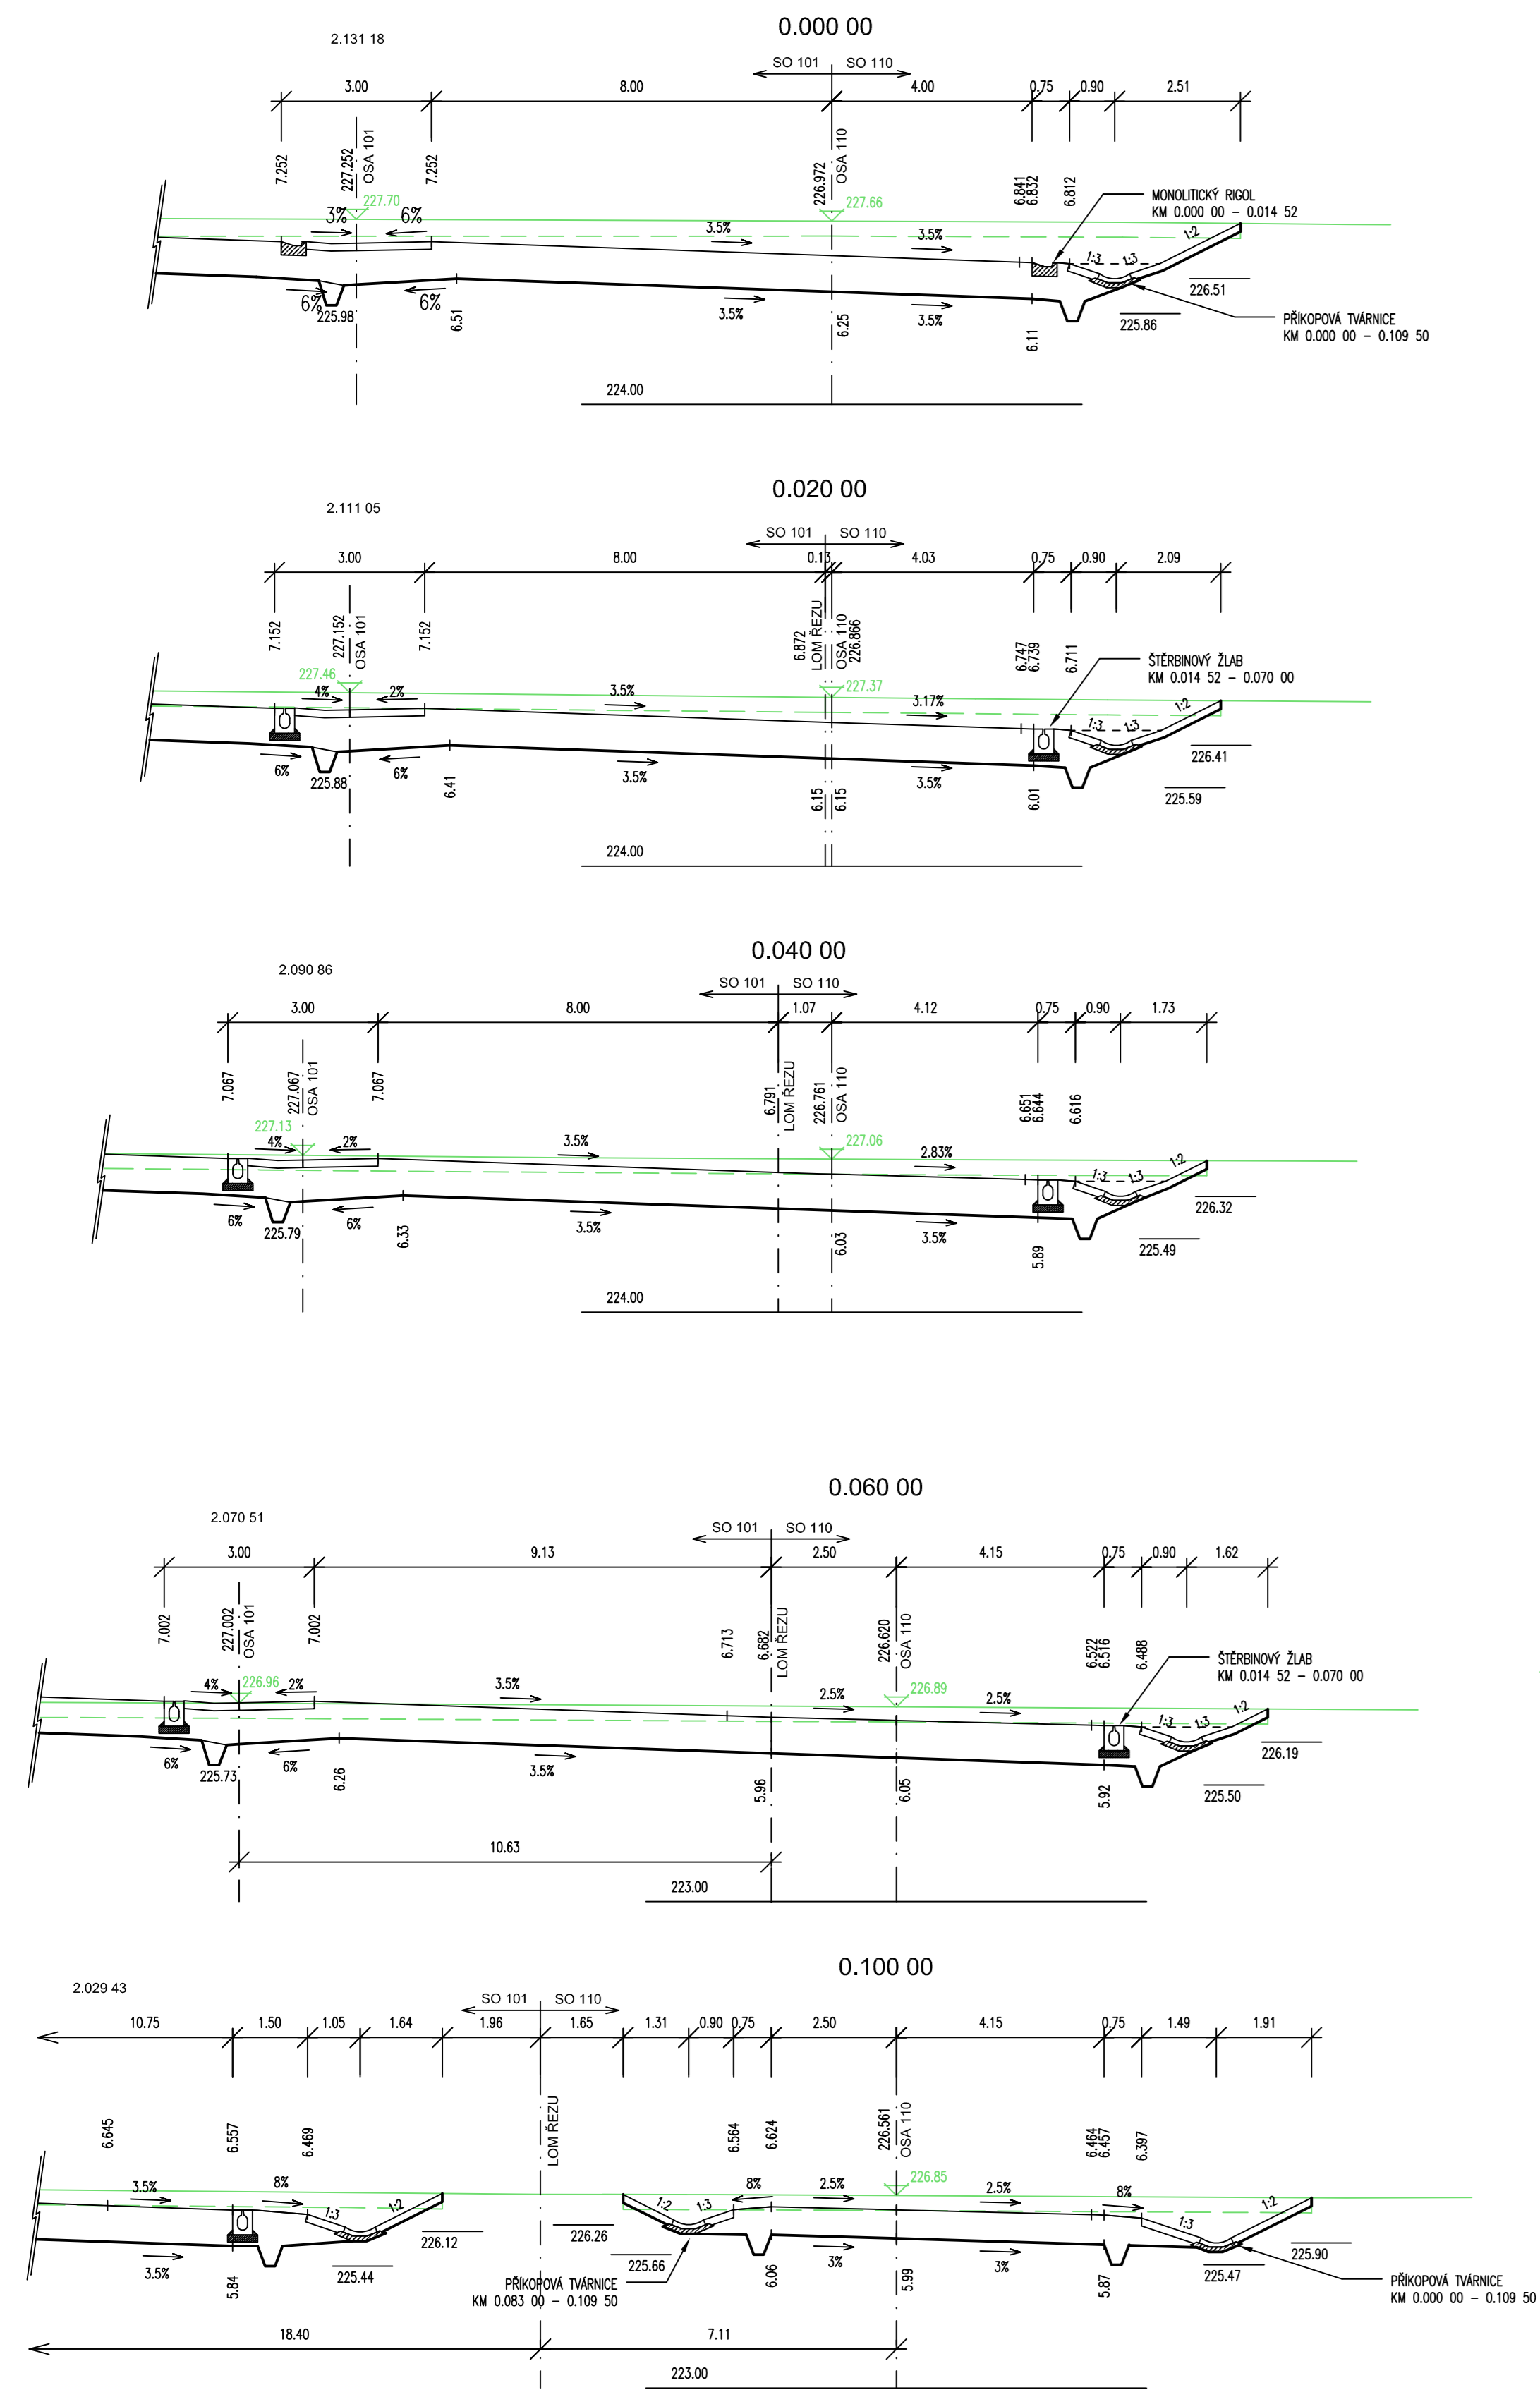 0.000 00
2.131 18
SO 101 SO 110
3.00 8.00 4.00 0.75 0.90 2.51
7.252 227.252 OSA 101 7.252 226.972 OSA 110 6.841 6.832 6.812
227.70 227.66
MONOLITICKÝ RIGOL
KM 0.000 00 - 0.014 52
3% 6% 3.5% 3.5% 1:3 1:3 1:2
226.51
6% 225.98 6% 6.51 3.5% 6.25 3.5% 6.11 225.86
PŘÍKOPOVÁ TVÁRNICE
KM 0.000 00 - 0.109 50
224.00
0.020 00
2.111 05
SO 101 SO 110
3.00 8.00 0.13 4.03 0.75 0.90 2.09
7.152 227.152 OSA 101 7.152 6.872 LOM ŘEZU OSA 110 226.866 6.747 6.739 6.711
ŠTĚRBINOVÝ ŽLAB
KM 0.014 52 - 0.070 00
227.46 227.37
4% 2% 3.5% 3.17% 1:3 1:3 1:2
226.41
6% 225.88 6% 6.41 3.5% 6.15 6.15 3.5% 6.01 225.59
224.00
0.040 00
2.090 86
SO 101 SO 110
3.00 8.00 1.07 4.12 0.75 0.90 1.73
7.067 227.067 OSA 101 7.067 6.791 LOM ŘEZU 226.761 OSA 110 6.651 6.644 6.616
227.13 227.06
4% 2% 3.5% 2.83% 1:3 1:3 1:2
226.32
6% 225.79 6% 6.33 3.5% 6.03 3.5% 5.89 225.49
224.00
0.060 00
2.070 51
SO 101 SO 110
3.00 9.13 2.50 4.15 0.75 0.90 1.62
7.002 227.002 OSA 101 7.002 6.713 6.682 LOM ŘEZU 226.620 OSA 110 6.522 6.516 6.488
ŠTĚRBINOVÝ ŽLAB
KM 0.014 52 - 0.070 00
226.96 226.89
4% 2% 3.5% 2.5% 2.5% 1:3 1:3 1:2
226.19
6% 225.73 6% 6.26 3.5% 5.96 6.05 5.92 225.50
10.63
223.00
0.100 00
2.029 43
SO 101 SO 110
10.75 1.50 1.05 1.64 1.96 1.65 1.31 0.90 0.75 2.50 4.15 0.75 1.49 1.91
6.645 6.557 6.469 LOM ŘEZU 6.564 6.624 226.561 OSA 110 6.464 6.457 6.397
226.85
3.5% 8% 1:3 1:2 1:2 1:3 8% 2.5% 2.5% 8% 1:3 1:2
226.12 226.26 225.90
3.5% 5.84 225.44 225.66 6.06 3% 5.99 3% 5.87 225.47
PŘÍKOPOVÁ TVÁRNICE
KM 0.083 00 - 0.109 50
PŘÍKOPOVÁ TVÁRNICE
KM 0.000 00 - 0.109 50
18.40 7.11
223.00